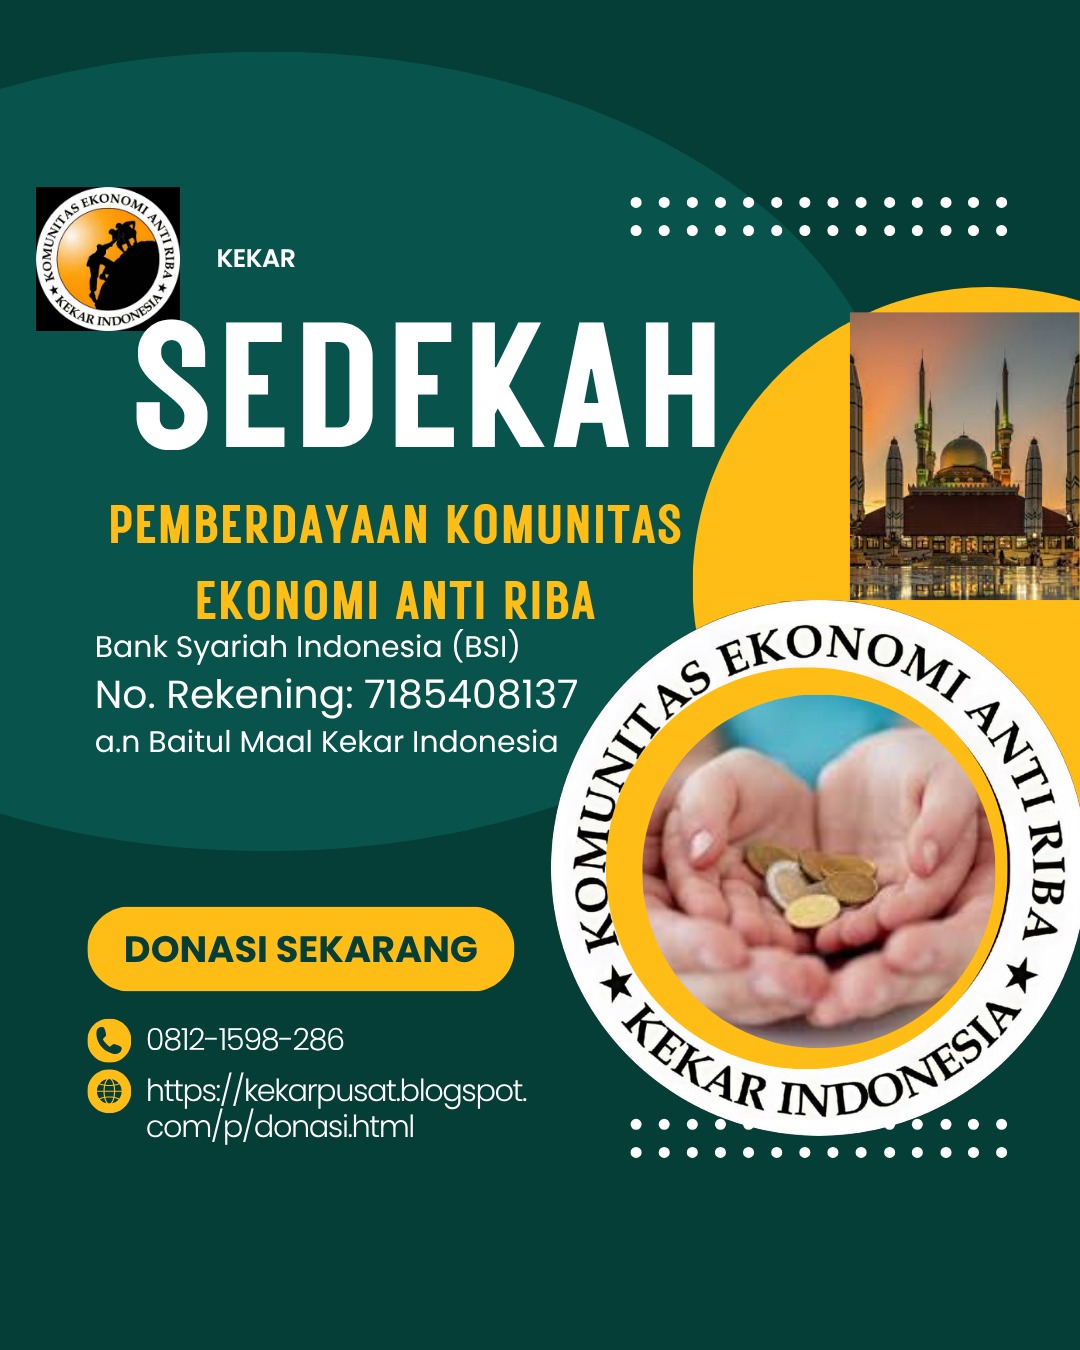 KOMUNITAS EKONOMI ANTI RIBA
★ KEKAR INDONESIA ★
KEKAR
SEDEKAH
PEMBERDAYAAN KOMUNITAS
EKONOMI ANTI RIBA
Bank Syariah Indonesia (BSI)
No. Rekening: 7185408137
a.n Baitul Maal Kekar Indonesia
KOMUNITAS EKONOMI ANTI RIBA
★ KEKAR INDONESIA ★
DONASI SEKARANG
0812-1598-286
https://kekarpusat.blogspot.
com/p/donasi.html